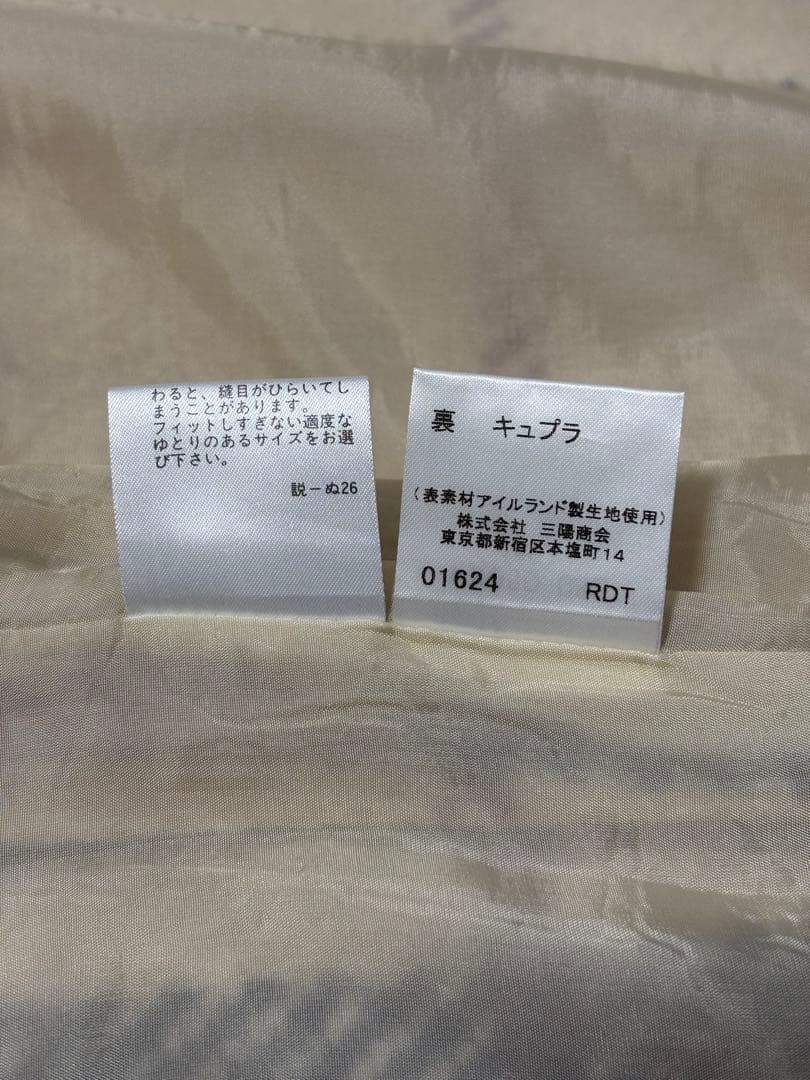 わると、縫目がひらいてし
まうことがあります。
フィットしすぎない適度な
ゆとりのあるサイズをお選
び下さい。
説-ぬ26
裏 キュプラ
(表素材アイルランド製生地使用)
株式会社 三陽商会
東京都新宿区本塩町14
01624 RDT